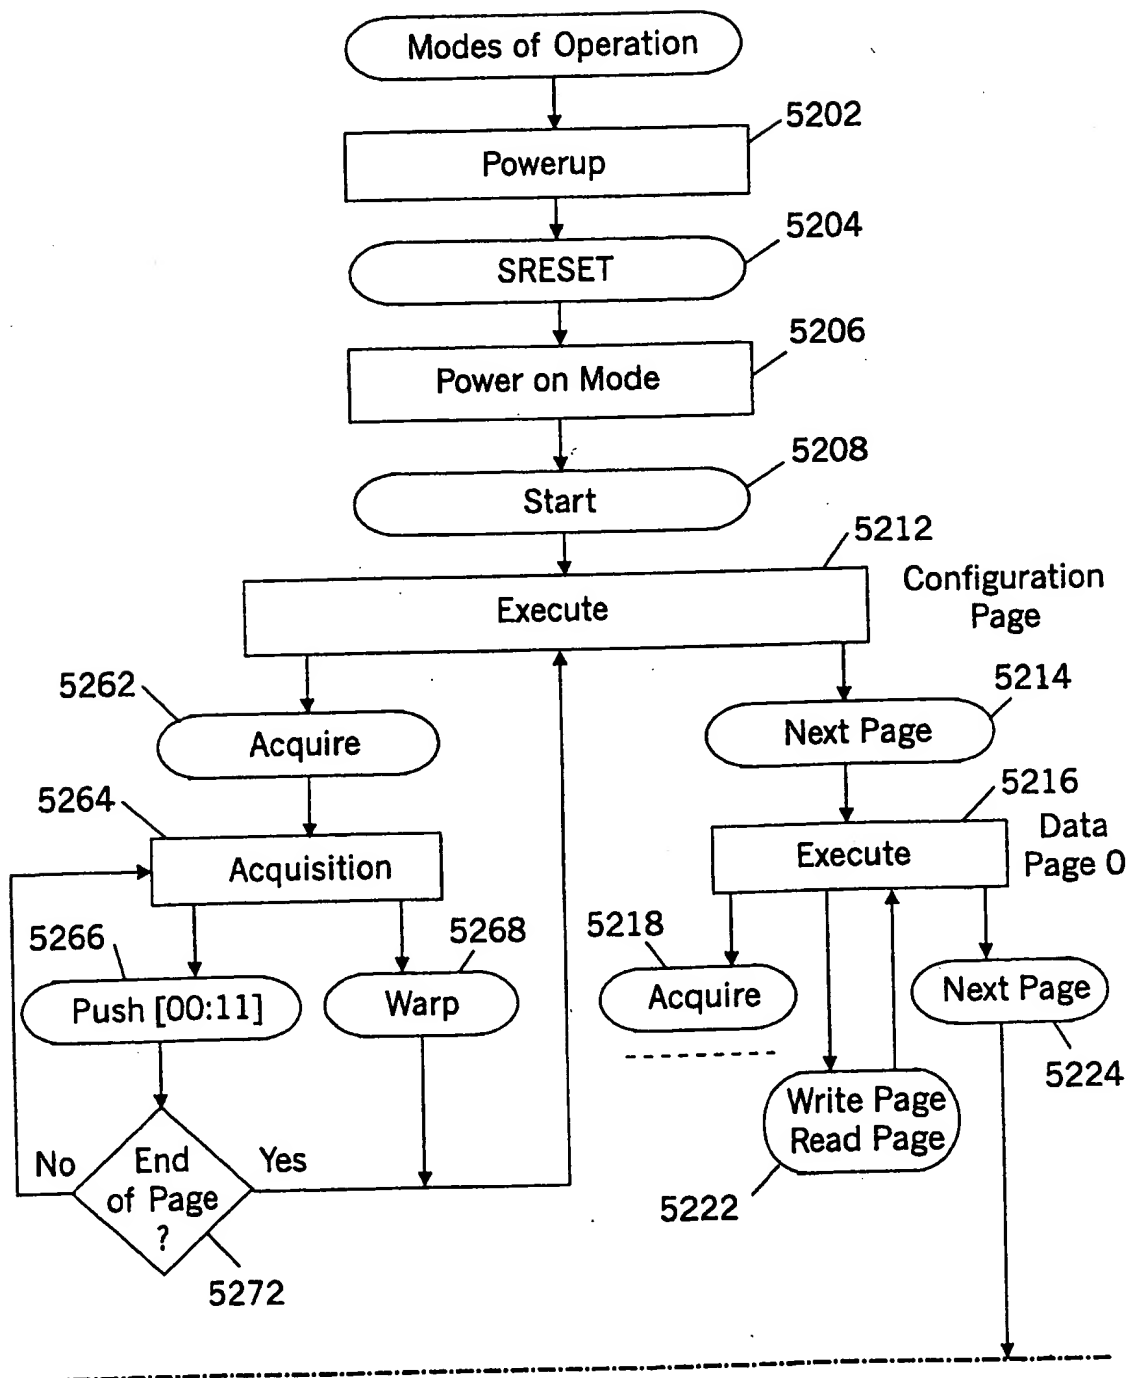 Modes of Operation
5202
Powerup
5204
SRESET
5206
Power on Mode
5208
Start
5212
Execute
Configuration
Page
5262
Acquire
5214
Next Page
5264
Acquisition
5216
Execute
Data
Page 0
5266
Push [00:11]
5268
Warp
5218
Acquire
Next Page
5224
Write Page
Read Page
5222
No
End
of Page
?
Yes
5272